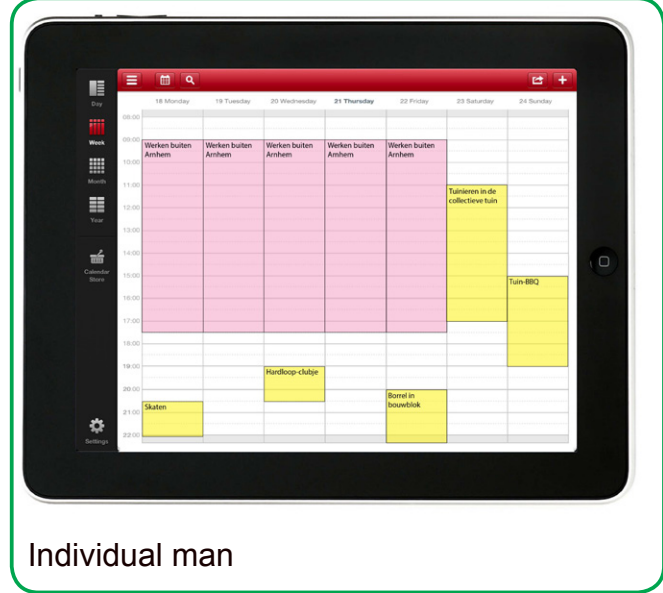 Day
Week
Month
Year
Calendar
Store
Settings
18 Monday 19 Tuesday 20 Wednesday 21 Thursday 22 Friday 23 Saturday 24 Sunday
08:00
09:00
Werken buiten Werken buiten Werken buiten Werken buiten Werken buiten
Arnhem Arnhem Arnhem Arnhem Arnhem
10:00
11:00
Tuinieren in de
collectieve tuin
12:00
13:00
14:00
15:00
Tuin-BBQ
16:00
17:00
18:00
19:00
Hardloop-clubje
20:00
Borrel in
bouwblok
Skaten
21:00
Individual man